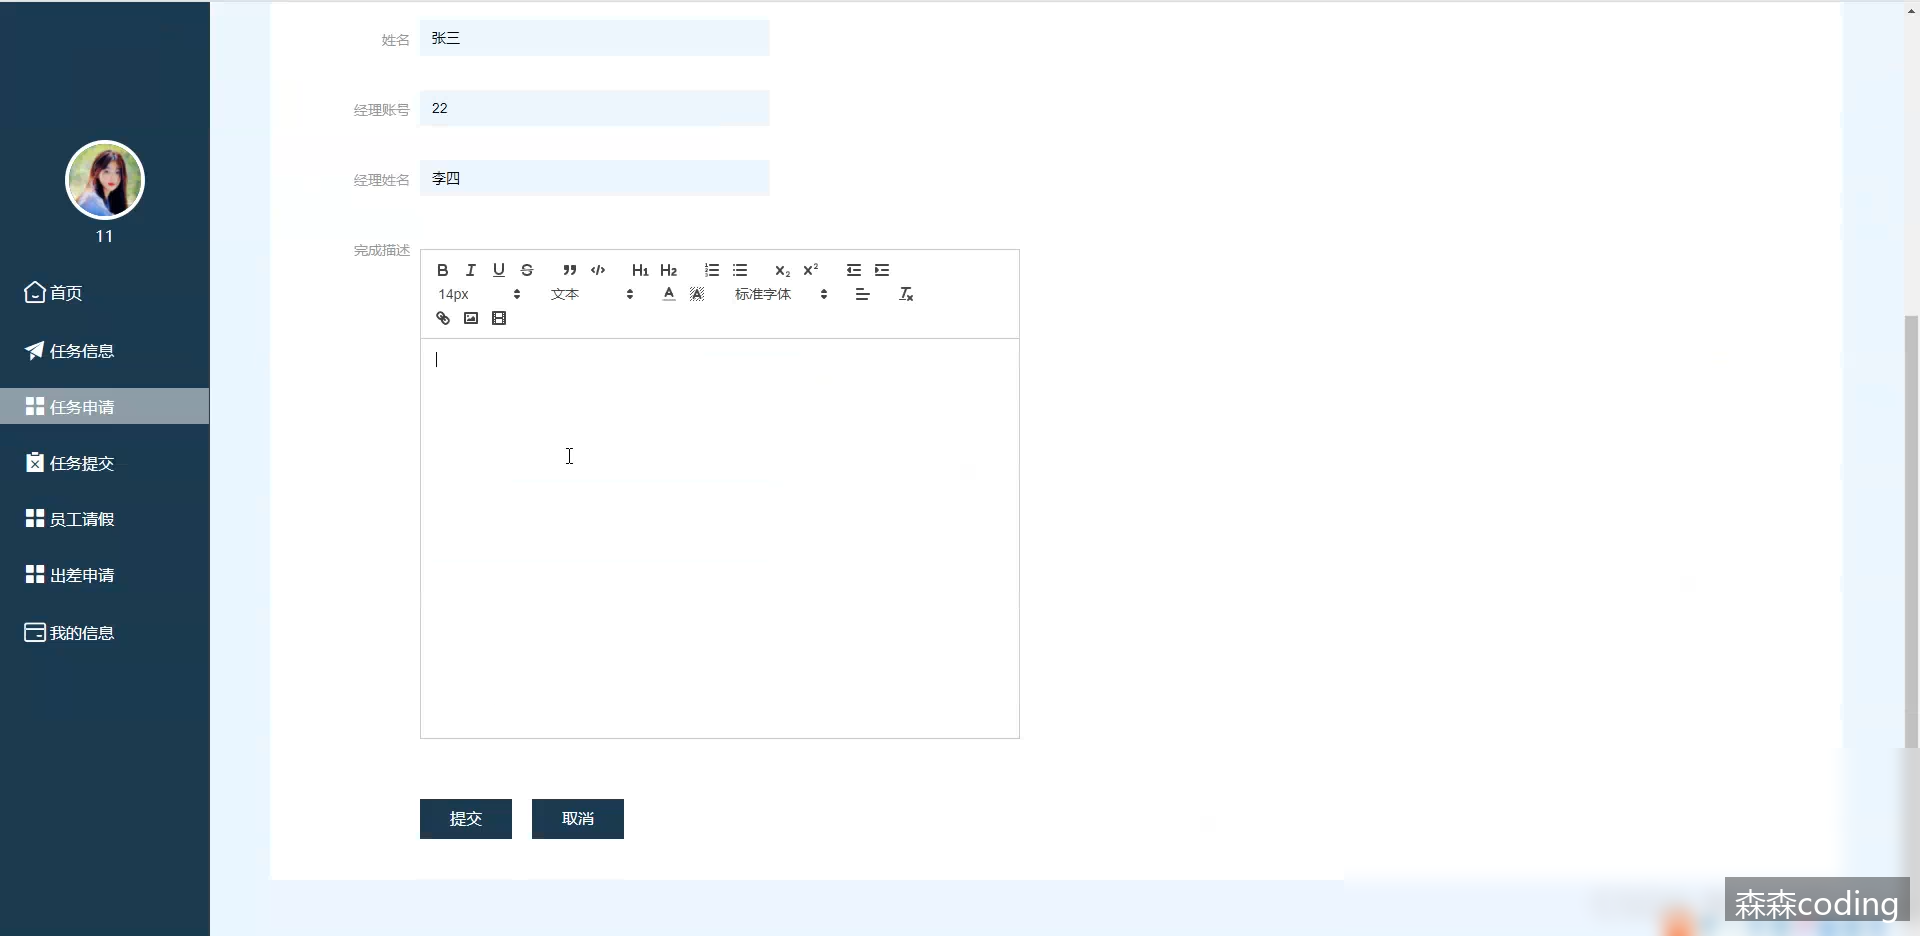 姓名 张三
经理账号 22
经理姓名 李四
11
首页
任务信息
任务申请
任务提交
员工请假
出差申请
我的信息
完成描述
B I U S H1 H2 X2 X2
14px 文本 A A 标准字体 Tx
提交 取消
森森coding